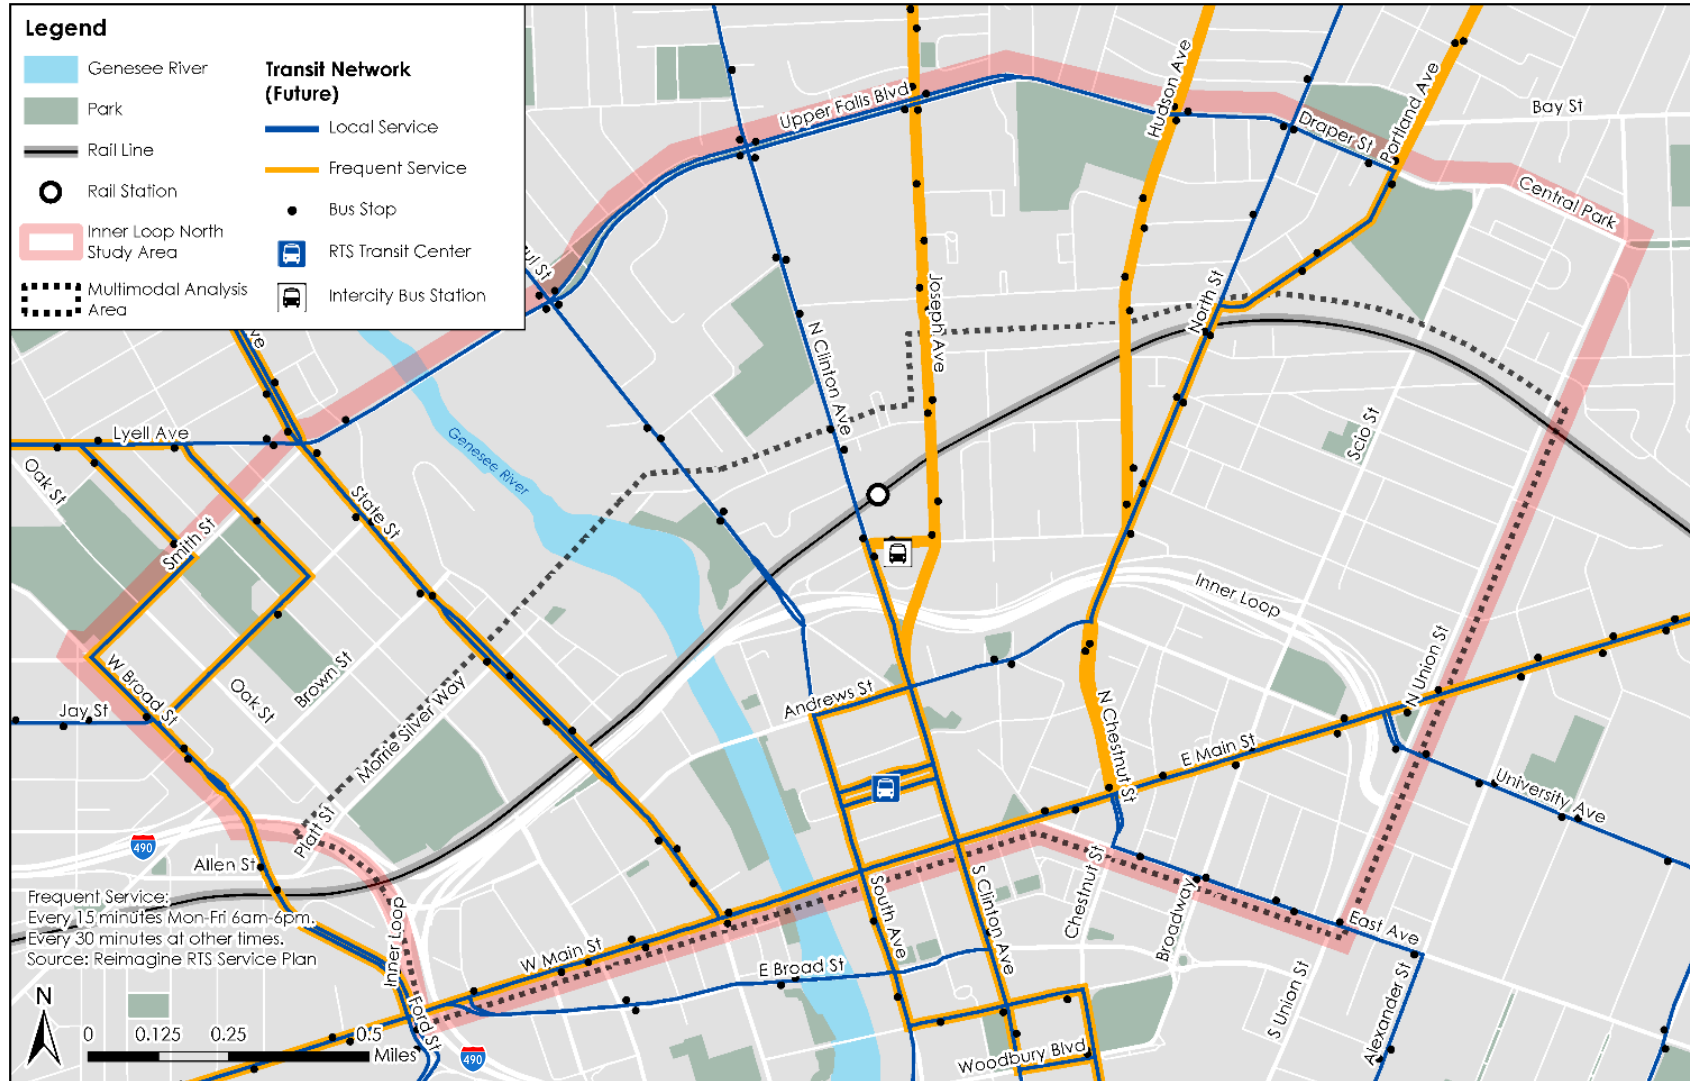 Legend
Genesee River
Park
Rail Line
Rail Station
Inner Loop North
Study Area
Multimodal Analysis
Area
Transit Network
(Future)
Local Service
Frequent Service
Bus Stop
RTS Transit Center
Intercity Bus Station
Upper Falls Blvd
Hudson Ave
Draper St
Portland Ave
Bay St
Central Park
ul St
Ave
N Clinton Ave
Joseph Ave
North St
Scio St
Genesee River
Lyell Ave
Oak St
Smith St
State St
Inner Loop
W Broad St
Jay St
Oak St
Brown St
Morrie Silver Way
Andrews St
N Chestnut St
E Main St
N Union St
University Ave
Platt St
490
Allen St
Inner Loop
Ford St
W Main St
E Broad St
South Ave
S Clinton Ave
Chestnut St
Broadway
East Ave
S Union St
Alexander St
Woodbury Blvd
490
Frequent Service:
Every 15 minutes Mon-Fri 6am-6pm.
Every 30 minutes at other times.
Source: Reimagine RTS Service Plan
N
0 0.125 0.25 0.5
Miles